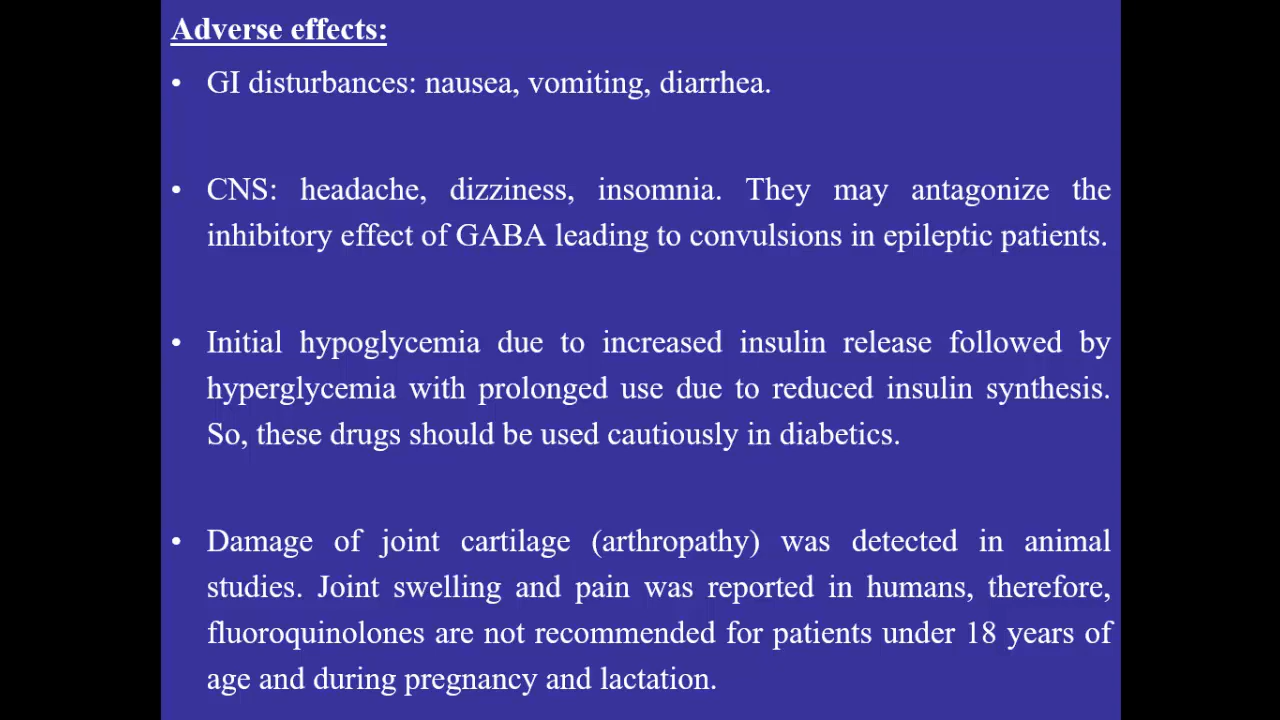 Adverse effects:
• GI disturbances: nausea, vomiting, diarrhea.
• CNS: headache, dizziness, insomnia. They may antagonize the
inhibitory effect of GABA leading to convulsions in epileptic patients.
• Initial hypoglycemia due to increased insulin release followed by
hyperglycemia with prolonged use due to reduced insulin synthesis.
So, these drugs should be used cautiously in diabetics.
• Damage of joint cartilage (arthropathy) was detected in animal
studies. Joint swelling and pain was reported in humans, therefore,
fluoroquinolones are not recommended for patients under 18 years of
age and during pregnancy and lactation.